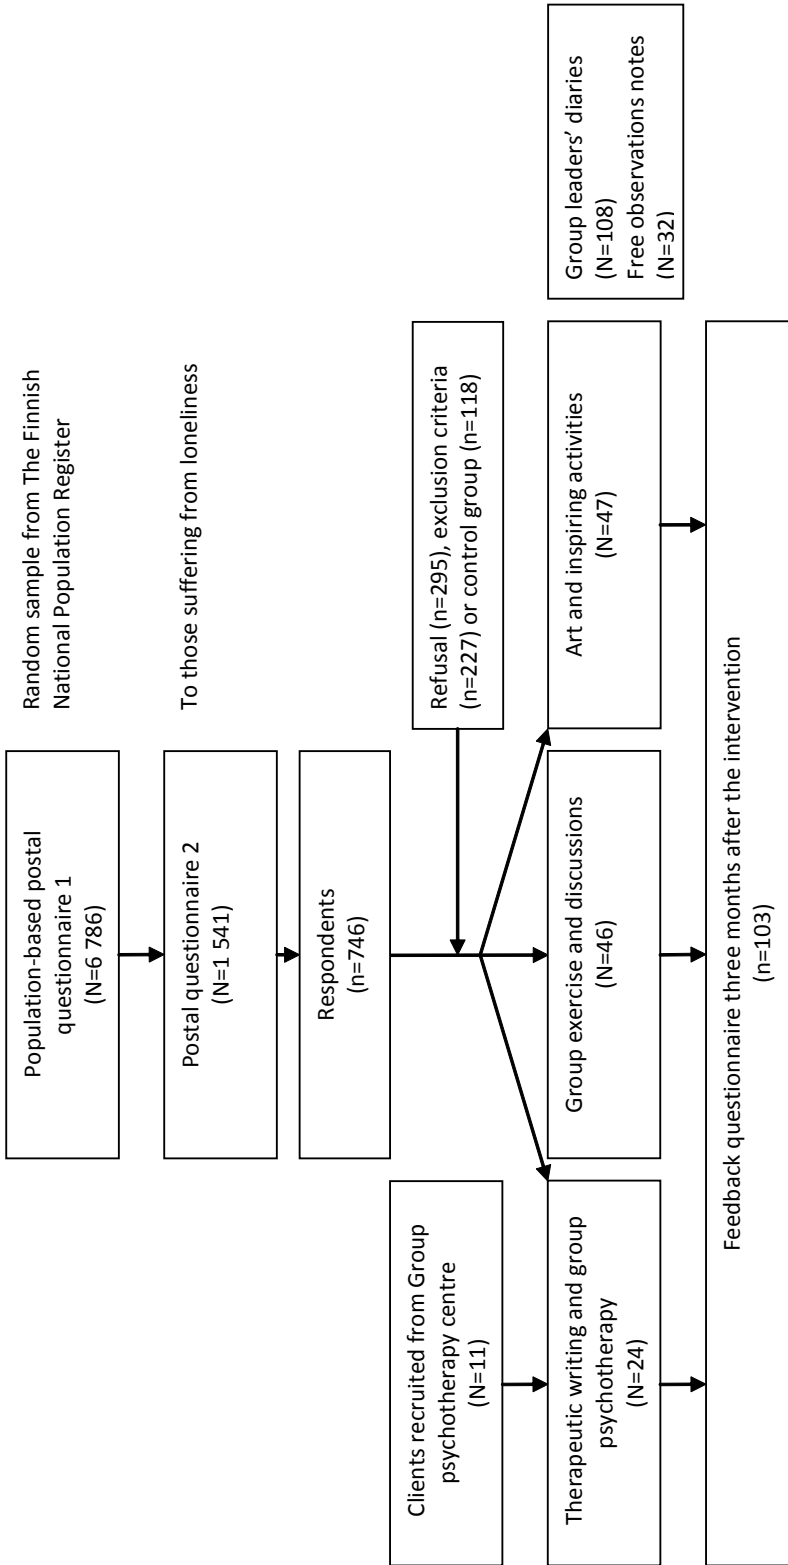 Population-based postal
questionnaire 1
(N=6 786)
Random sample from The Finnish
National Population Register
Postal questionnaire 2
(N=1 541)
To those suffering from loneliness
Respondents
(n=746)
Clients recruited from Group
psychotherapy centre
(N=11)
Refusal (n=295), exclusion criteria
(n=227) or control group (n=118)
Therapeutic writing and group
psychotherapy
(N=24)
Group exercise and discussions
(N=46)
Art and inspiring activities
(N=47)
Group leaders’ diaries
(N=108)
Free observations notes
(N=32)
Feedback questionnaire three months after the intervention
(n=103)